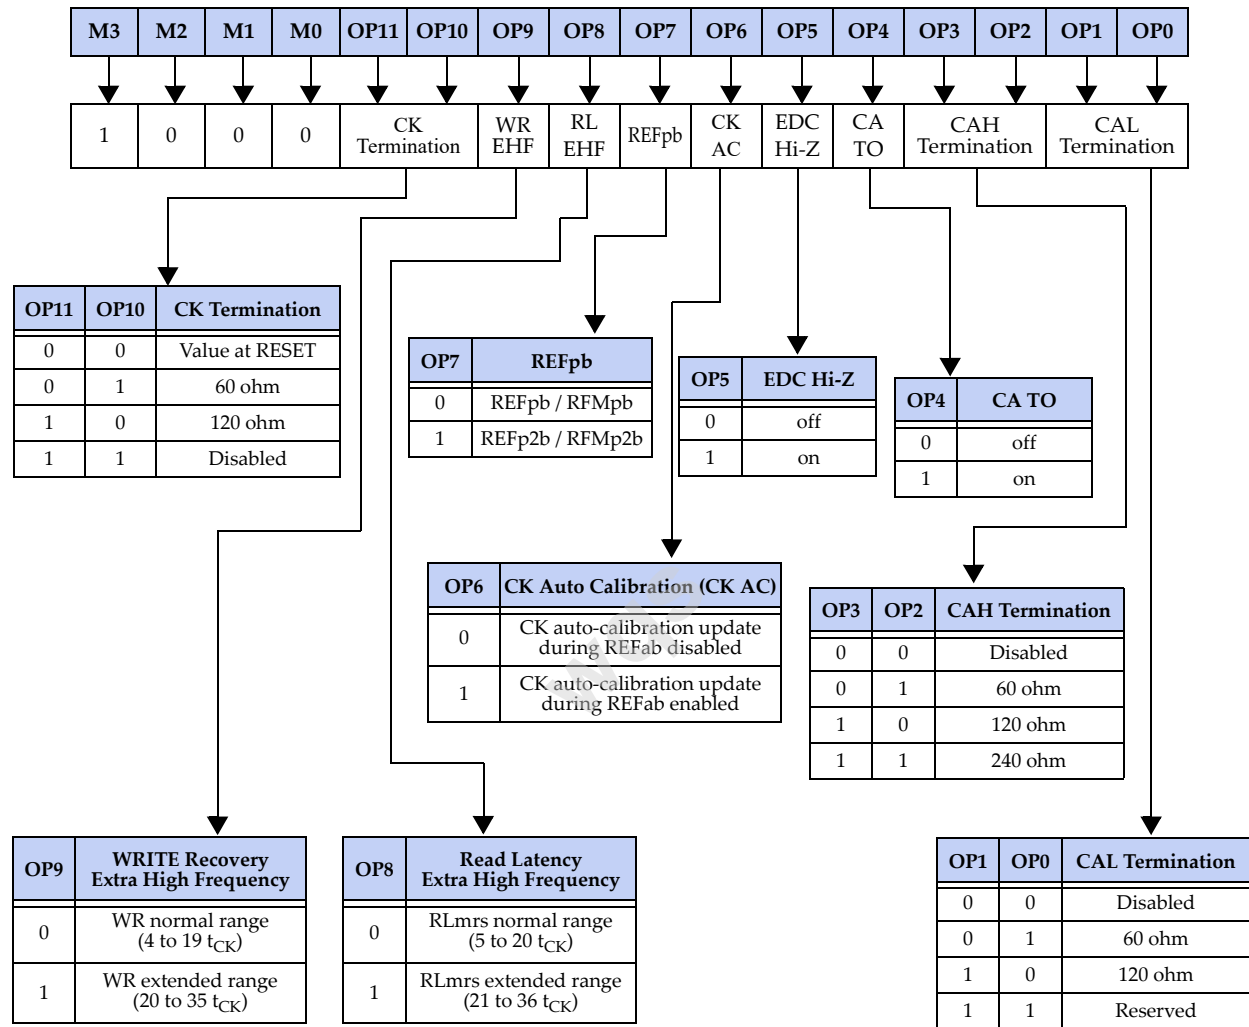 M3 M2 M1 M0 OP11 OP10 OP9 OP8 OP7 OP6 OP5 OP4 OP3 OP2 OP1 OP0
1 0 0 0 CK Termination WR EHF RL EHF REFpb CK AC EDC Hi-Z CA TO CAH Termination CAL Termination
OP11 OP10 CK Termination
0 0 Value at RESET
0 1 60 ohm
1 0 120 ohm
1 1 Disabled
OP7 REFpb
0 REFpb / RFMpb
1 REFp2b / RFMp2b
OP5 EDC Hi-Z
0 off
1 on
OP4 CA TO
0 off
1 on
OP6 CK Auto Calibration (CK AC)
0 CK auto-calibration update
during REFab disabled
1 CK auto-calibration update
during REFab enabled
OP3 OP2 CAH Termination
0 0 Disabled
0 1 60 ohm
1 0 120 ohm
1 1 240 ohm
OP9 WRITE Recovery
Extra High Frequency
0 WR normal range
(4 to 19 tCK)
1 WR extended range
(20 to 35 tCK)
OP8 Read Latency
Extra High Frequency
0 RLmrs normal range
(5 to 20 tCK)
1 RLmrs extended range
(21 to 36 tCK)
OP1 OP0 CAL Termination
0 0 Disabled
0 1 60 ohm
1 0 120 ohm
1 1 Reserved